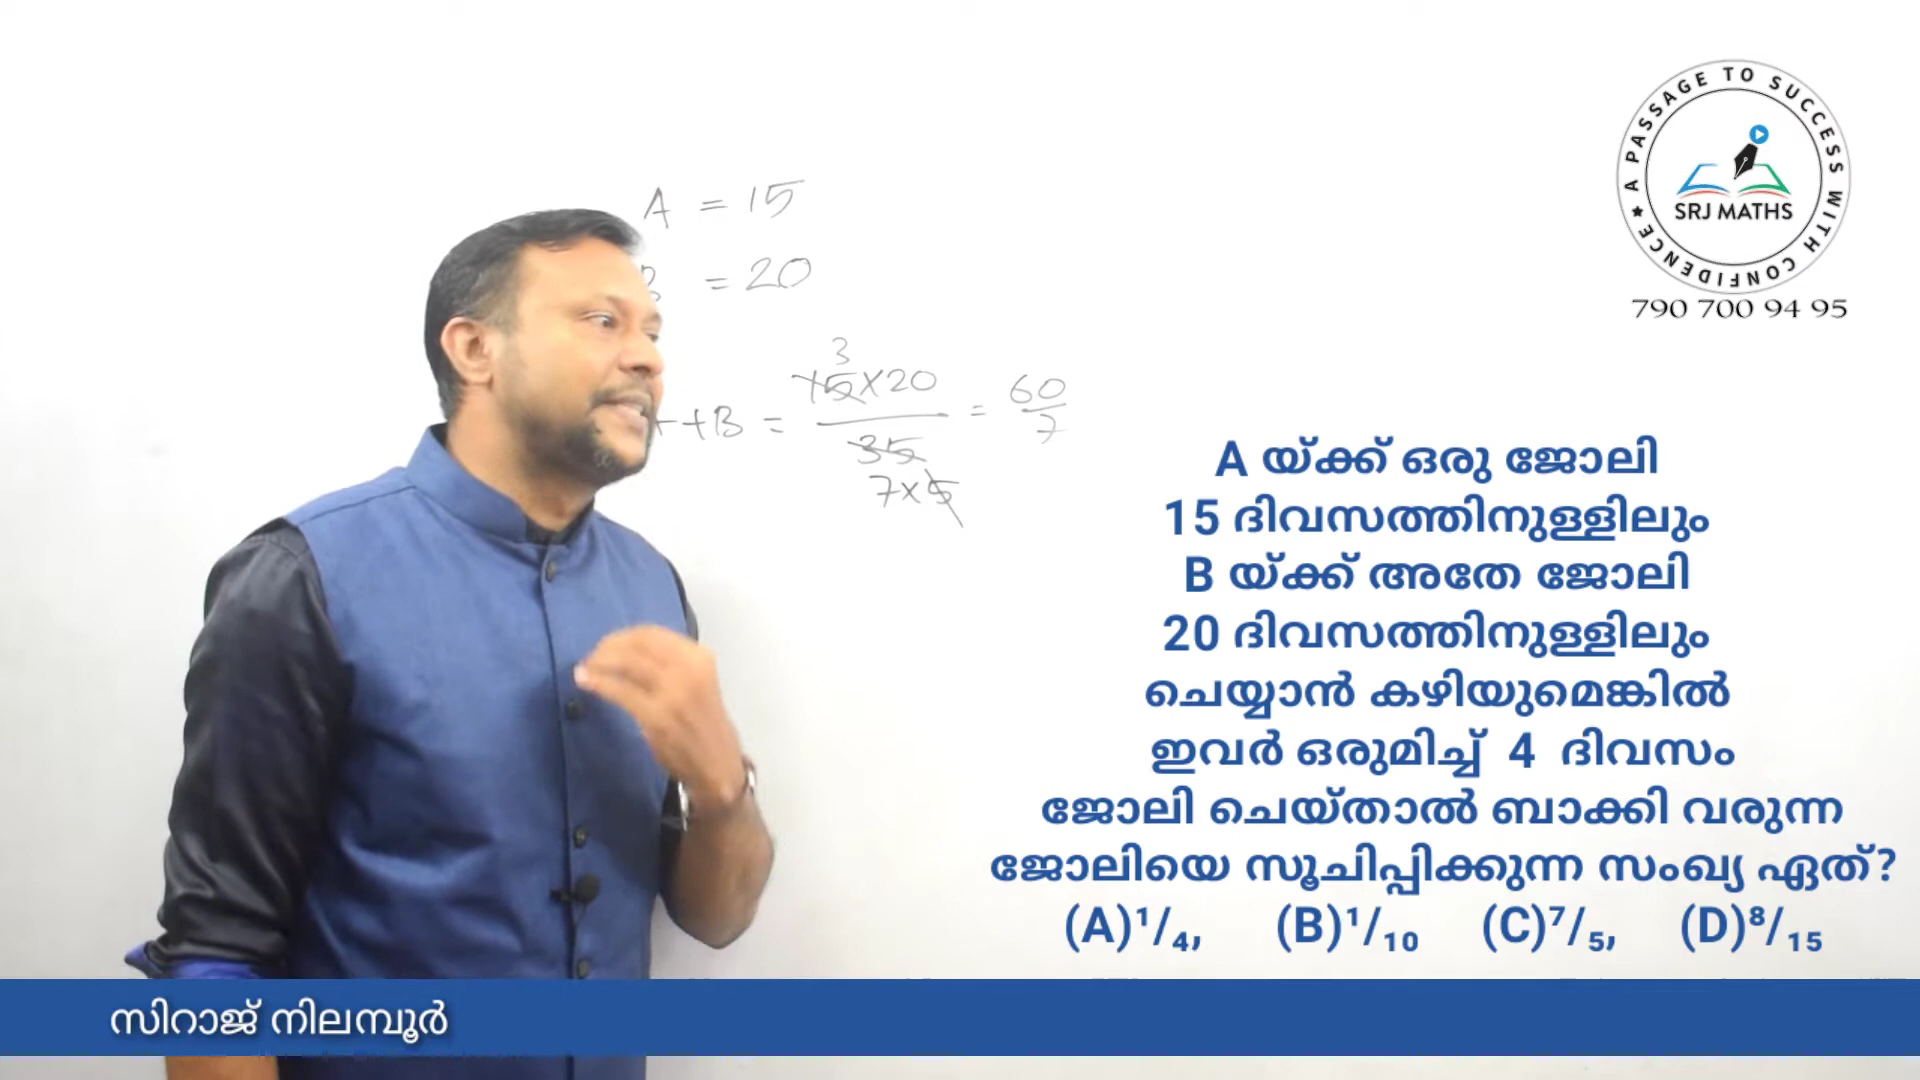 A PASSAGE TO SUCCESS WITH CONFIDENCE ★
SRJ MATHS
790 700 94 95
A = 15
= 20
3
15×20
+B = ― = 60/7
35
7×5
A യ്ക്ക് ഒരു ജോലി
15 ദിവസത്തിനുള്ളിലും
B യ്ക്ക് അതേ ജോലി
20 ദിവസത്തിനുള്ളിലും
ചെയ്യാൻ കഴിയുമെങ്കിൽ
ഇവർ ഒരുമിച്ച് 4 ദിവസം
ജോലി ചെയ്താൽ ബാക്കി വരുന്ന
ജോലിയെ സൂചിപ്പിക്കുന്ന സംഖ്യ ഏത്?
(A)¹/₄, (B)¹/₁₀ (C)⁷/₅, (D)⁸/₁₅
സിറാജ് നിലമ്പൂർ